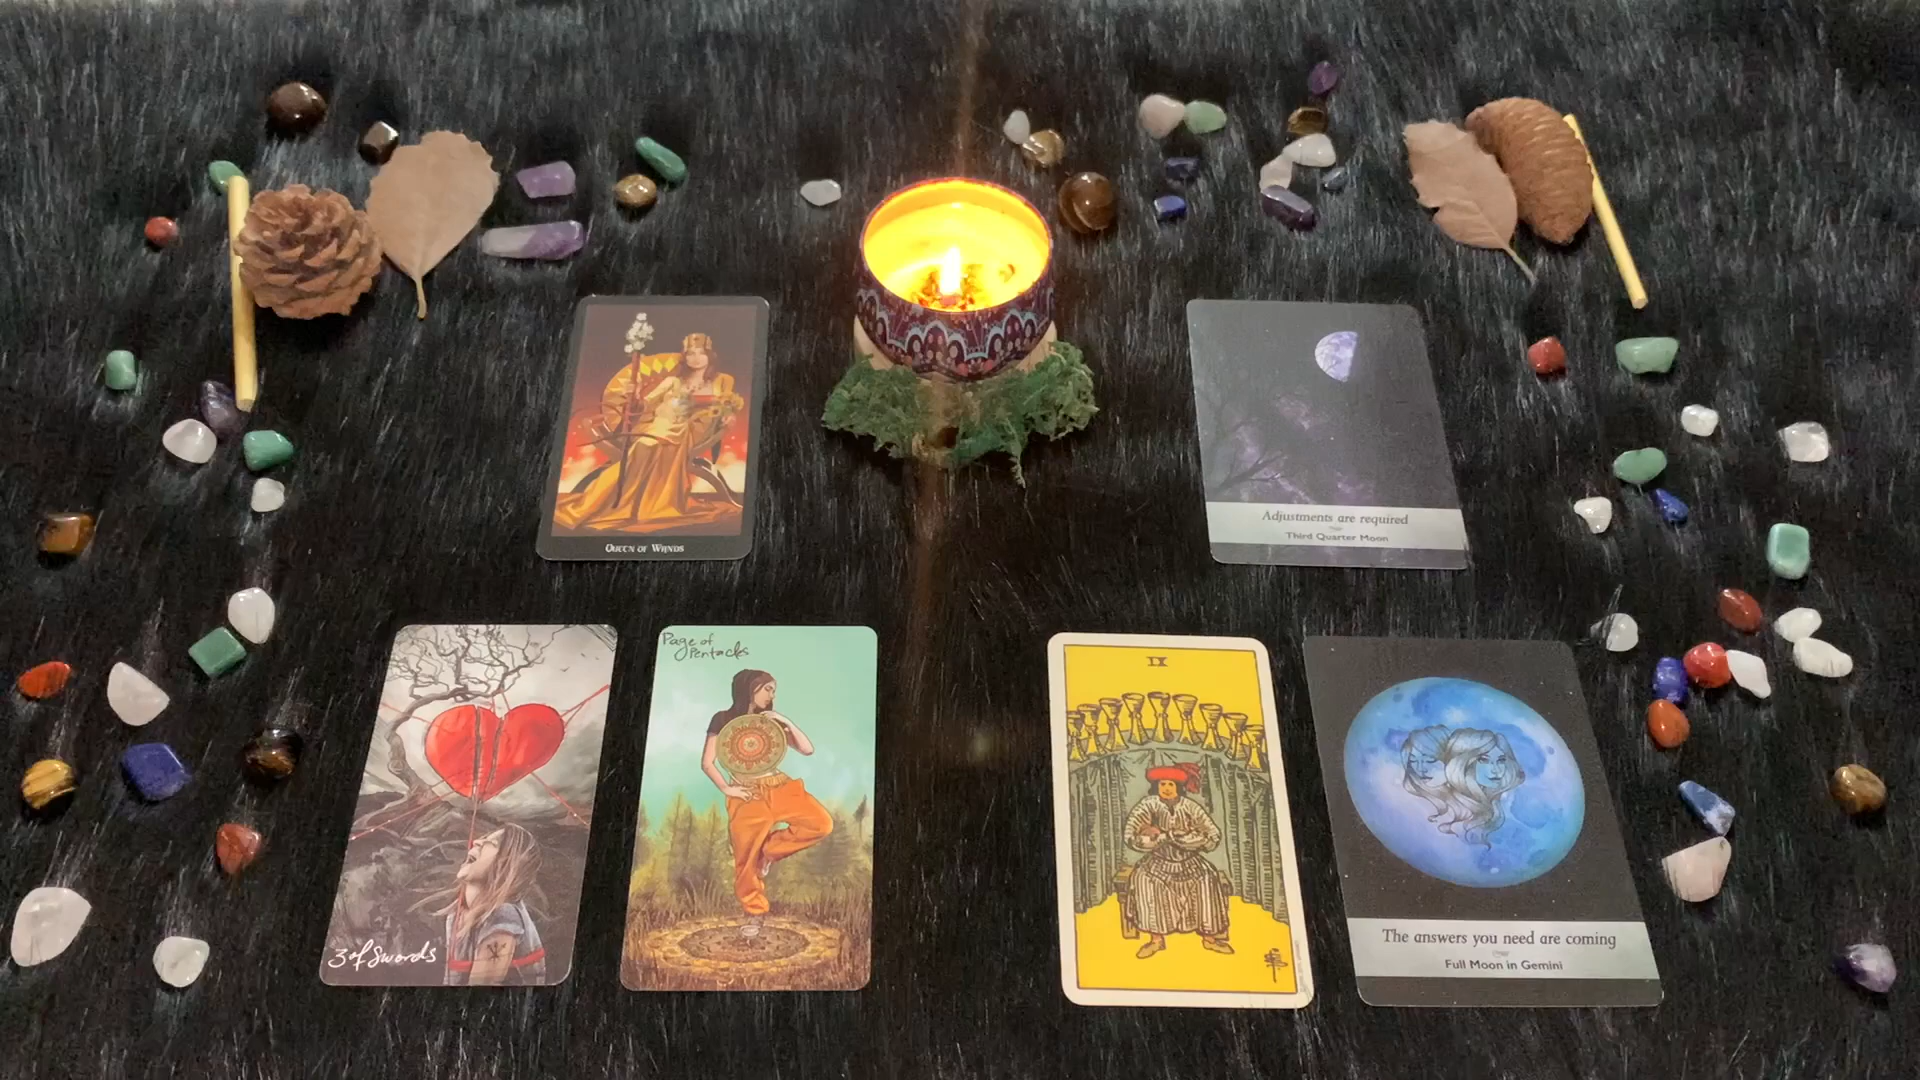 Queen of Wands
Adjustments are required
Third Quarter Moon
3 of Swords
Page of
Pentacles
IX
The answers you need are coming
Full Moon in Gemini